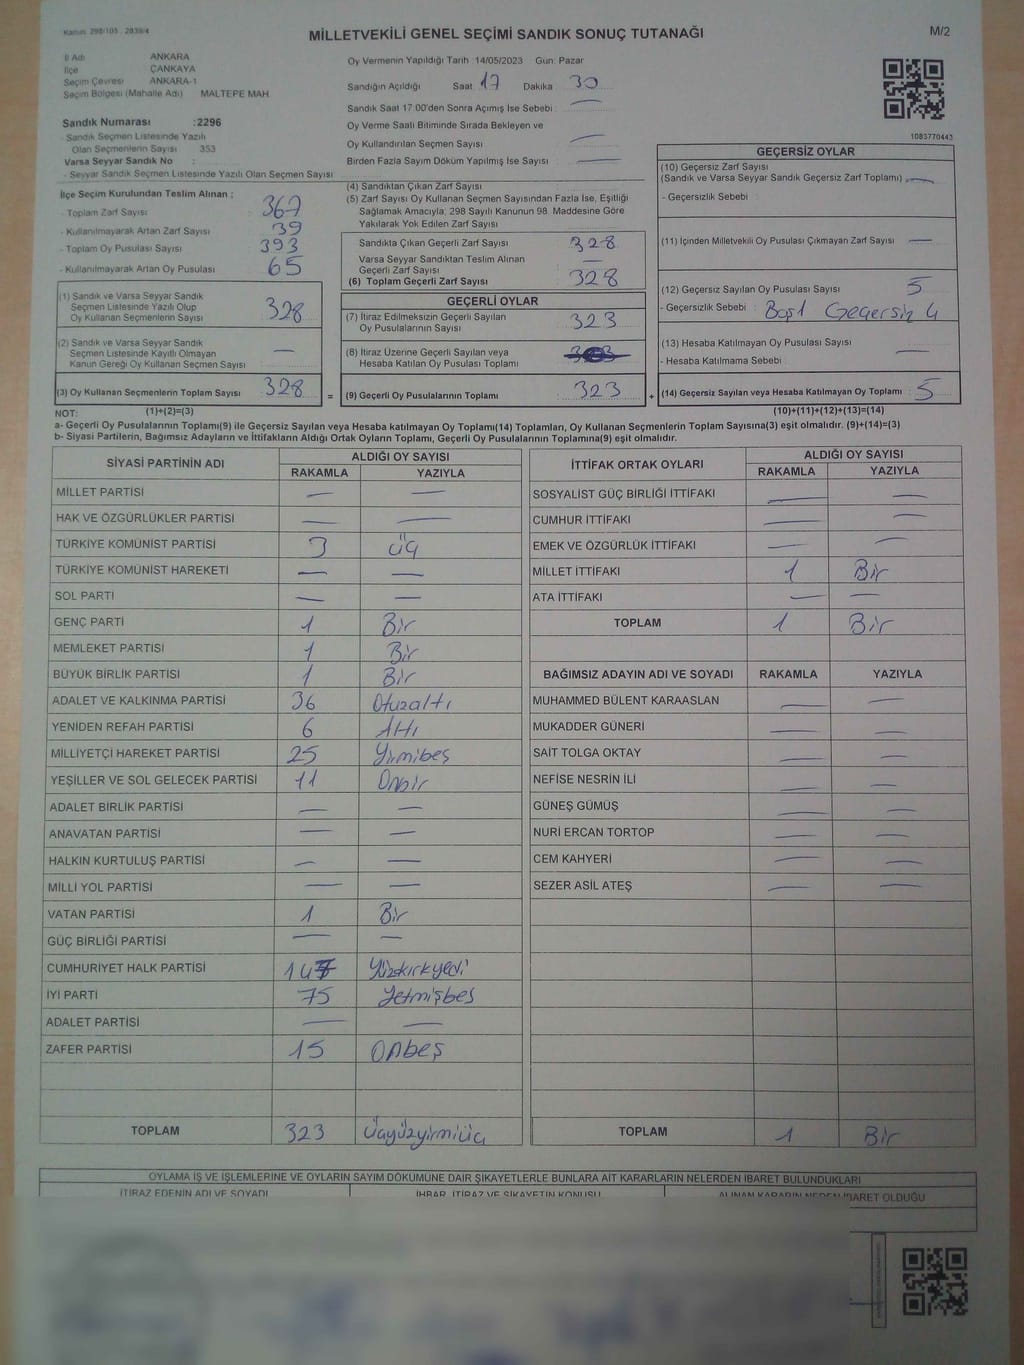 Kanun 298/105 . 2839/4
MİLLETVEKİLİ GENEL SEÇİMİ SANDIK SONUÇ TUTANAĞI
M/2
İl Adı ANKARA
İlçe ÇANKAYA
Seçim Çevresi ANKARA-1
Seçim Bölgesi (Mahalle Adı) MALTEPE MAH.
Sandık Numarası :2296
- Sandık Seçmen Listesinde Yazılı
Olan Seçmenlerin Sayısı 353
Varsa Seyyar Sandık No :
- Seyyar Sandık Seçmen Listesinde Yazılı Olan Seçmen Sayısı
Oy Vermenin Yapıldığı Tarih 14/05/2023 Gün: Pazar
Sandığın Açıldığı Saat 17 Dakika 30
Sandık Saat 17.00'den Sonra Açımış İse Sebebi : —
Oy Verme Saati Bitiminde Sırada Bekleyen ve
Oy Kullandırılan Seçmen Sayısı —
Birden Fazla Sayım Döküm Yapılmış İse Sayısı —
1083770443
İlçe Seçim Kurulundan Teslim Alınan ;
- Toplam Zarf Sayısı 367
- Kullanılmayarak Artan Zarf Sayısı 39
- Toplam Oy Pusulası Sayısı 393
- Kullanılmayarak Artan Oy Pusulası 65
(1) Sandık ve Varsa Seyyar Sandık
Seçmen Listesinde Yazılı Olup
Oy Kullanan Seçmenlerin Sayısı 328
(2) Sandık ve Varsa Seyyar Sandık
Seçmen Listesinde Kayıtlı Olmayan
Kanun Gereği Oy Kullanan Seçmen Sayısı —
(3) Oy Kullanan Seçmenlerin Toplam Sayısı 328 =
(4) Sandıktan Çıkan Zarf Sayısı :
(5) Zarf Sayısı Oy Kullanan Seçmen Sayısından Fazla İse, Eşitliği
Sağlamak Amacıyla; 298 Sayılı Kanunun 98. Maddesine Göre
Yakılarak Yok Edilen Zarf Sayısı
Sandıkta Çıkan Geçerli Zarf Sayısı 328
Varsa Seyyar Sandıktan Teslim Alınan
Geçerli Zarf Sayısı —
(6) Toplam Geçerli Zarf Sayısı 328
GEÇERLİ OYLAR
(7) İtiraz Edilmeksizin Geçerli Sayılan
Oy Pusulalarının Sayısı 323
(8) İtiraz Üzerine Geçerli Sayılan veya
Hesaba Katılan Oy Pusulası Toplamı
(9) Geçerli Oy Pusulalarının Toplamı 323 +
GEÇERSİZ OYLAR
(10) Geçersiz Zarf Sayısı
(Sandık ve Varsa Seyyar Sandık Geçersiz Zarf Toplamı) —
- Geçersizlik Sebebi :
(11) İçinden Milletvekili Oy Pusulası Çıkmayan Zarf Sayısı —
(12) Geçersiz Sayılan Oy Pusulası Sayısı 5
- Geçersizlik Sebebi : Boş1 Geçersiz 4
(13) Hesaba Katılmayan Oy Pusulası Sayısı —
- Hesaba Katılmama Sebebi
(14) Geçersiz Sayılan veya Hesaba Katılmayan Oy Toplamı : 5
NOT: (1)+(2)=(3) (10)+(11)+(12)+(13)=(14)
a- Geçerli Oy Pusulalarının Toplamı(9) ile Geçersiz Sayılan veya Hesaba Katılmayan Oy Toplamı(14) Toplamları, Oy Kullanan Seçmenlerin Toplam Sayısına(3) eşit olmalıdır. (9)+(14)=(3)
b- Siyasi Partilerin, Bağımsız Adayların ve İttifakların Aldığı Ortak Oyların Toplamı, Geçerli Oy Pusulalarının Toplamına(9) eşit olmalıdır.
SİYASİ PARTİNİN ADI ALDIĞI OY SAYISI
RAKAMLA YAZIYLA
MİLLET PARTİSİ — —
HAK VE ÖZGÜRLÜKLER PARTİSİ — —
TÜRKİYE KOMÜNİST PARTİSİ 3 üç
TÜRKİYE KOMÜNİST HAREKETİ — —
SOL PARTİ — —
GENÇ PARTİ 1 Bir
MEMLEKET PARTİSİ 1 Bir
BÜYÜK BİRLİK PARTİSİ 1 Bir
ADALET VE KALKINMA PARTİSİ 36 Otuzaltı
YENİDEN REFAH PARTİSİ 6 Altı
MİLLİYETÇİ HAREKET PARTİSİ 25 Yirmibeş
YEŞİLLER VE SOL GELECEK PARTİSİ 11 Onbir
ADALET BİRLİK PARTİSİ — —
ANAVATAN PARTİSİ — —
HALKIN KURTULUŞ PARTİSİ — —
MİLLİ YOL PARTİSİ — —
VATAN PARTİSİ 1 Bir
GÜÇ BİRLİĞİ PARTİSİ — —
CUMHURİYET HALK PARTİSİ 147 Yüzkırkyedi
İYİ PARTİ 75 Yetmişbeş
ADALET PARTİSİ — —
ZAFER PARTİSİ 15 Onbeş
TOPLAM 323 Üçyüzyirmiüç
İTTİFAK ORTAK OYLARI ALDIĞI OY SAYISI
RAKAMLA YAZIYLA
SOSYALİST GÜÇ BİRLİĞİ İTTİFAKI — —
CUMHUR İTTİFAKI — —
EMEK VE ÖZGÜRLÜK İTTİFAKI — —
MİLLET İTTİFAKI 1 Bir
ATA İTTİFAKI — —
TOPLAM 1 Bir
BAĞIMSIZ ADAYIN ADI VE SOYADI RAKAMLA YAZIYLA
MUHAMMED BÜLENT KARAASLAN — —
MUKADDER GÜNERİ — —
SAİT TOLGA OKTAY — —
NEFİSE NESRİN İLİ — —
GÜNEŞ GÜMÜŞ — —
NURİ ERCAN TORTOP — —
CEM KAHYERİ — —
SEZER ASİL ATEŞ — —
TOPLAM 1 Bir
OYLAMA İŞ VE İŞLEMLERİNE VE OYLARIN SAYIM DÖKÜMÜNE DAİR ŞİKAYETLERLE BUNLARA AİT KARARLARIN NELERDEN İBARET BULUNDUKLARI
İTİRAZ EDENİN ADI VE SOYADI İHBAR, İTİRAZ VE ŞİKAYETİN KONUSU ALINAN KARARIN NEDEN İBARET OLDUĞU